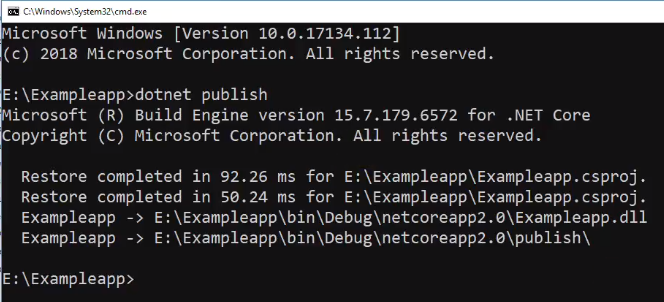 C:\Windows\System32\cmd.exe
Microsoft Windows [Version 10.0.17134.112]
(c) 2018 Microsoft Corporation. All rights reserved.
E:\Exampleapp>dotnet publish
Microsoft (R) Build Engine version 15.7.179.6572 for .NET Core
Copyright (C) Microsoft Corporation. All rights reserved.
Restore completed in 92.26 ms for E:\Exampleapp\Exampleapp.csproj.
Restore completed in 50.24 ms for E:\Exampleapp\Exampleapp.csproj.
Exampleapp -> E:\Exampleapp\bin\Debug\netcoreapp2.0\Exampleapp.dll
Exampleapp -> E:\Exampleapp\bin\Debug\netcoreapp2.0\publish\
E:\Exampleapp>